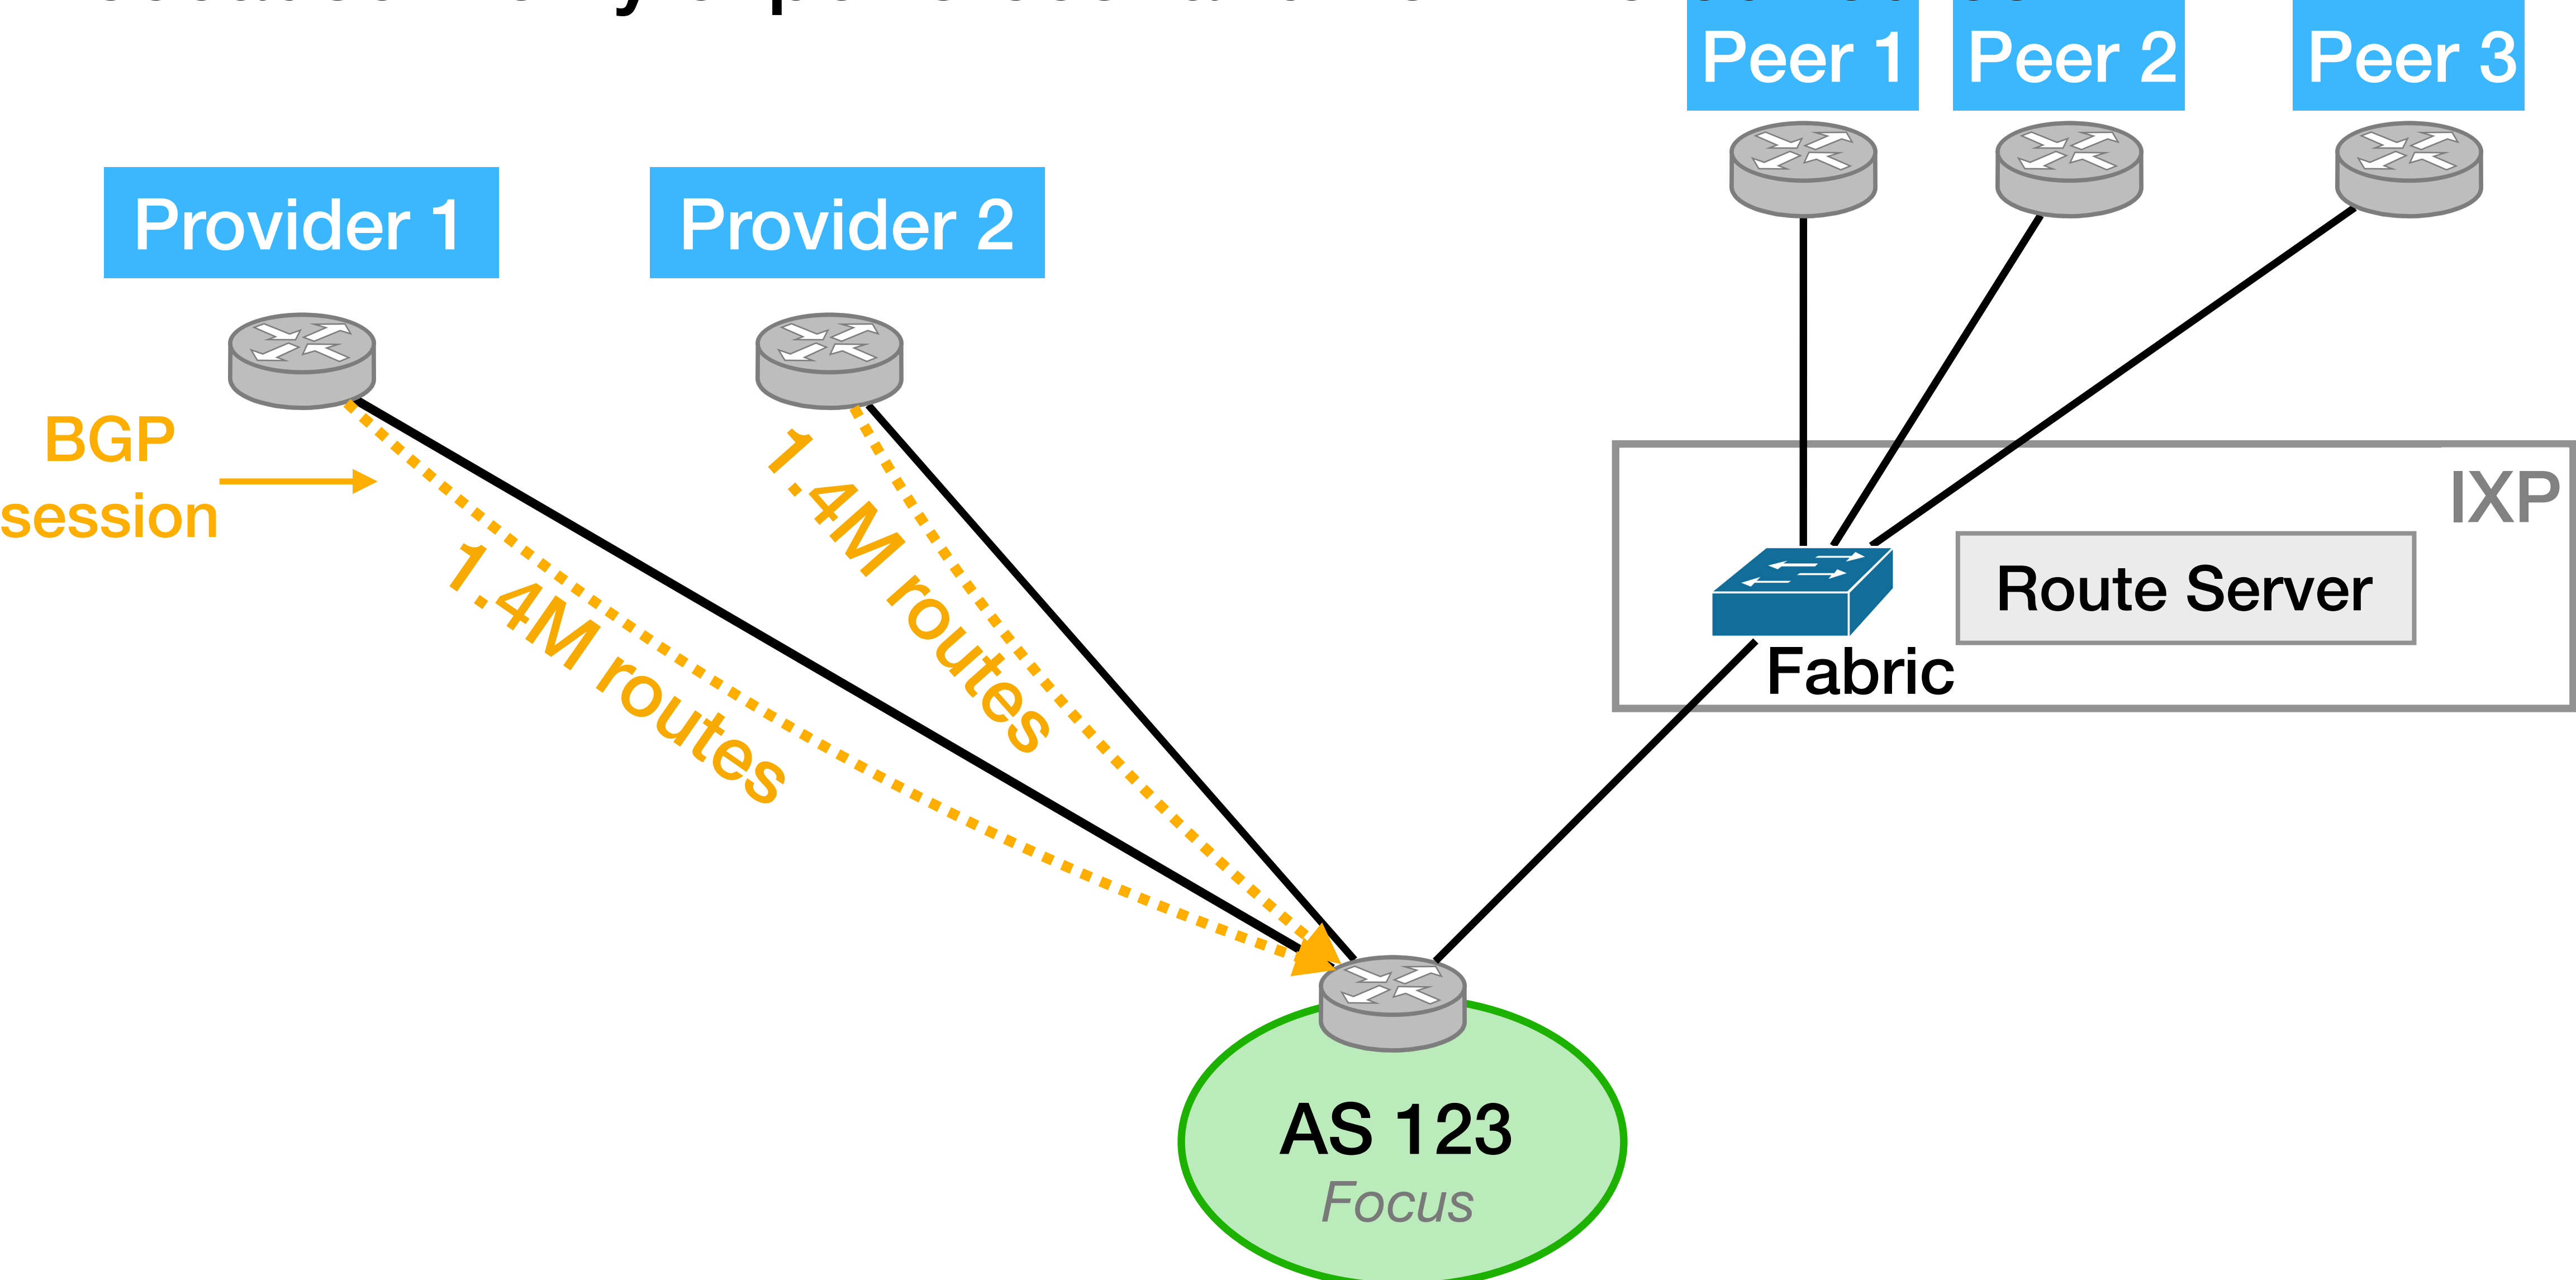 Peer 1
Peer 2
Peer 3
Provider 1
Provider 2
BGP
session
1.4M routes
1.4M routes
IXP
Route Server
Fabric
AS 123
Focus